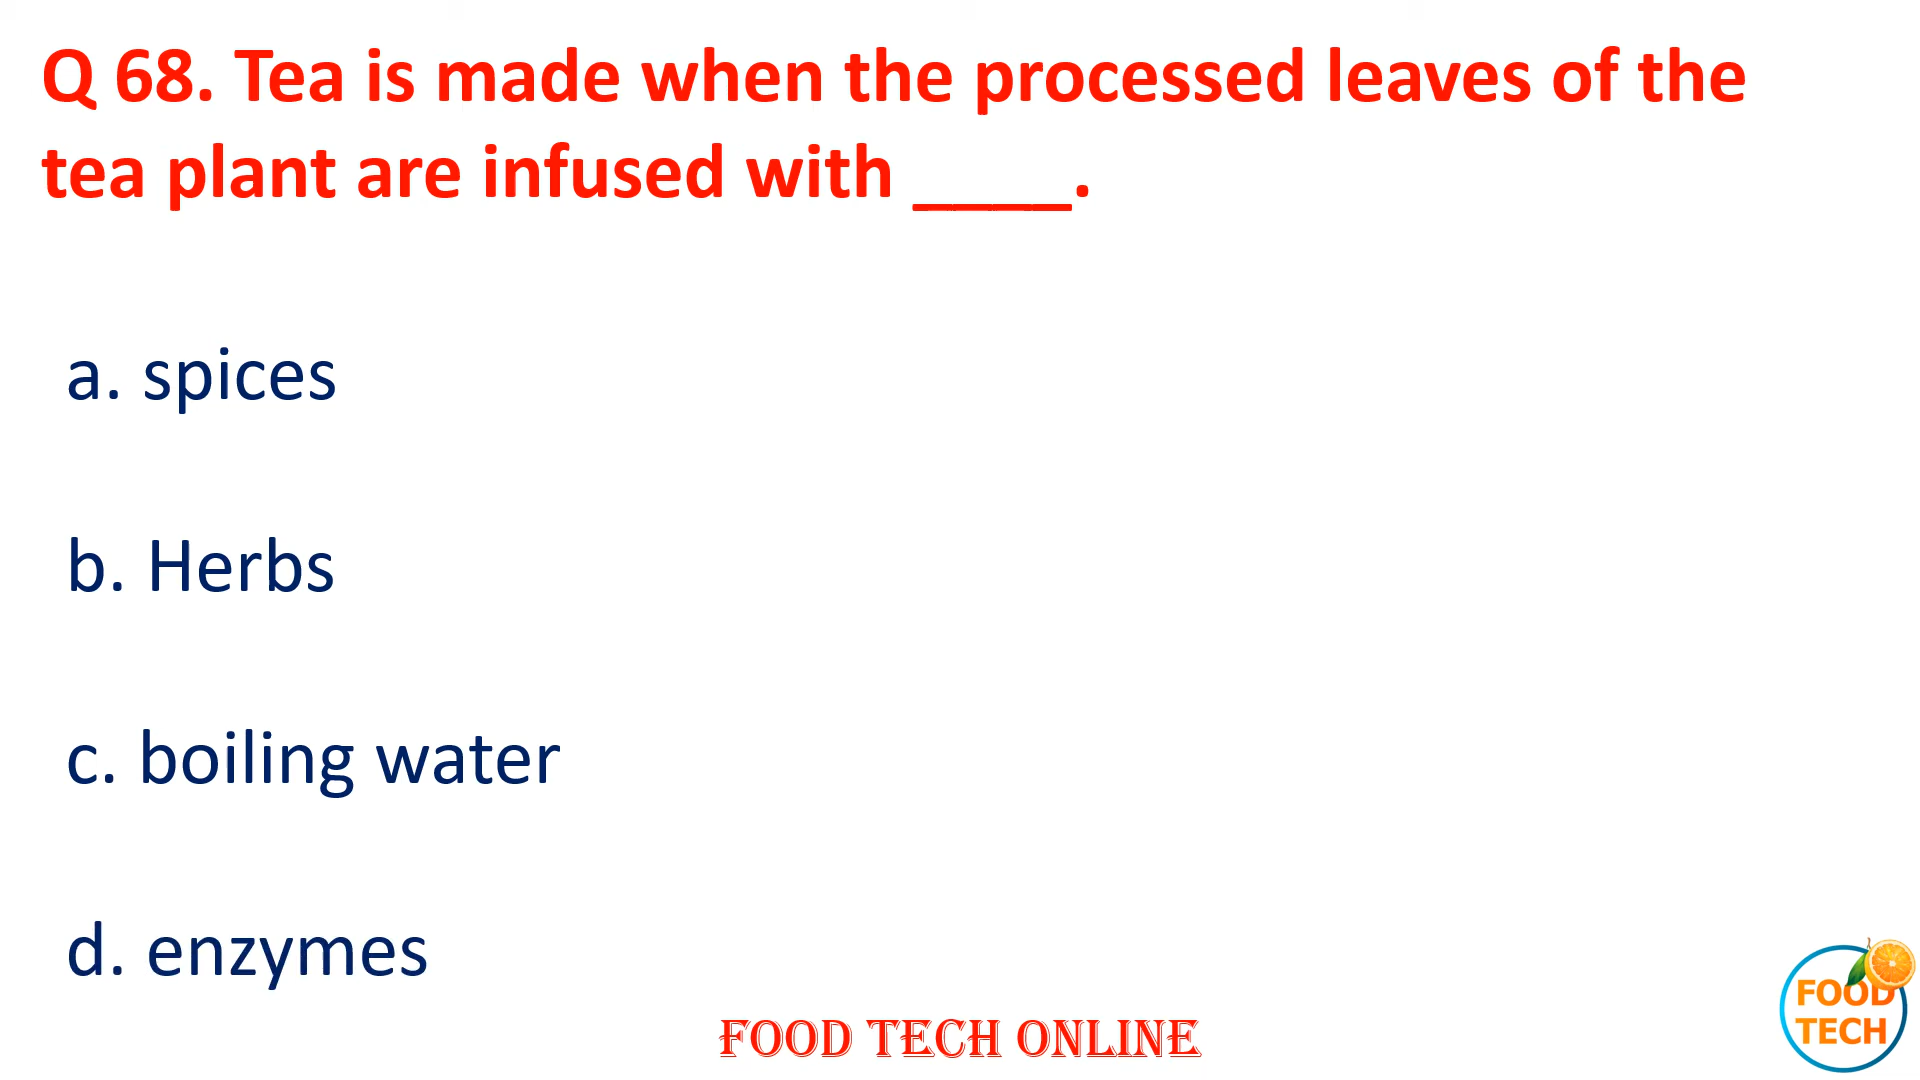 Q 68. Tea is made when the processed leaves of the
tea plant are infused with ____.
a. spices
b. Herbs
c. boiling water
d. enzymes
FOOD TECH ONLINE
FOOD
TECH